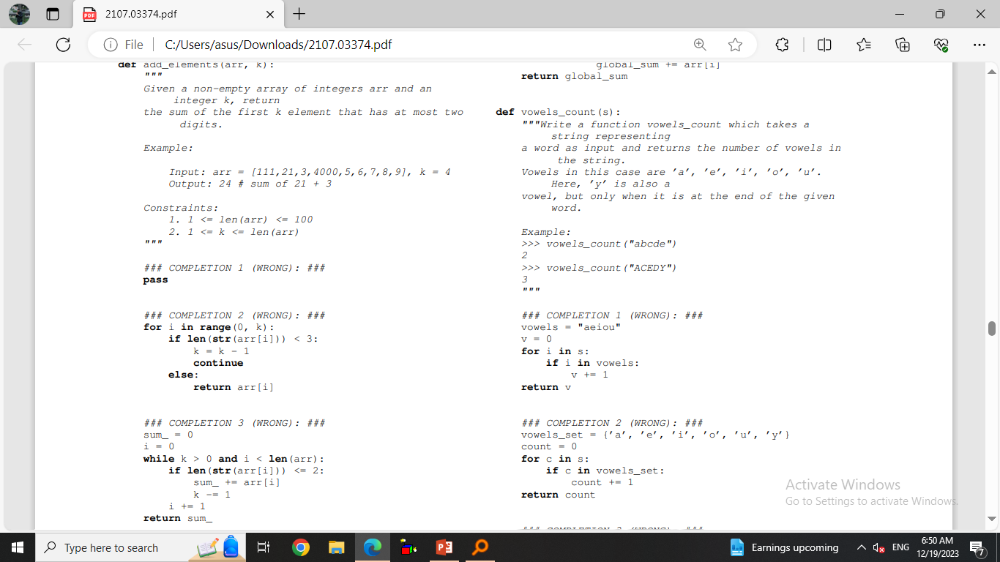 2107.03374.pdf
File
C:/Users/asus/Downloads/2107.03374.pdf
def add_elements(arr, k):
"""
Given a non-empty array of integers arr and an
integer k, return
the sum of the first k element that has at most two
digits.
Example:
Input: arr = [111,21,3,4000,5,6,7,8,9], k = 4
Output: 24 # sum of 21 + 3
Constraints:
1. 1 <= len(arr) <= 100
2. 1 <= k <= len(arr)
"""
### COMPLETION 1 (WRONG): ###
pass
### COMPLETION 2 (WRONG): ###
for i in range(0, k):
if len(str(arr[i])) < 3:
k = k - 1
continue
else:
return arr[i]
### COMPLETION 3 (WRONG): ###
sum_ = 0
i = 0
while k > 0 and i < len(arr):
if len(str(arr[i])) <= 2:
sum_ += arr[i]
k -= 1
i += 1
return sum_
global_sum += arr[i]
return global_sum
def vowels_count(s):
"""Write a function vowels_count which takes a
string representing
a word as input and returns the number of vowels in
the string.
Vowels in this case are 'a', 'e', 'i', 'o', 'u'.
Here, 'y' is also a
vowel, but only when it is at the end of the given
word.
Example:
>>> vowels_count("abcde")
2
>>> vowels_count("ACEDY")
3
"""
### COMPLETION 1 (WRONG): ###
vowels = "aeiou"
v = 0
for i in s:
if i in vowels:
v += 1
return v
### COMPLETION 2 (WRONG): ###
vowels_set = {'a', 'e', 'i', 'o', 'u', 'y'}
count = 0
for c in s:
if c in vowels_set:
count += 1
return count
### COMPLETION 3 (WRONG): ###
Activate Windows
Go to Settings to activate Windows.
Type here to search
Earnings upcoming
ENG
6:50 AM
12/19/2023
7